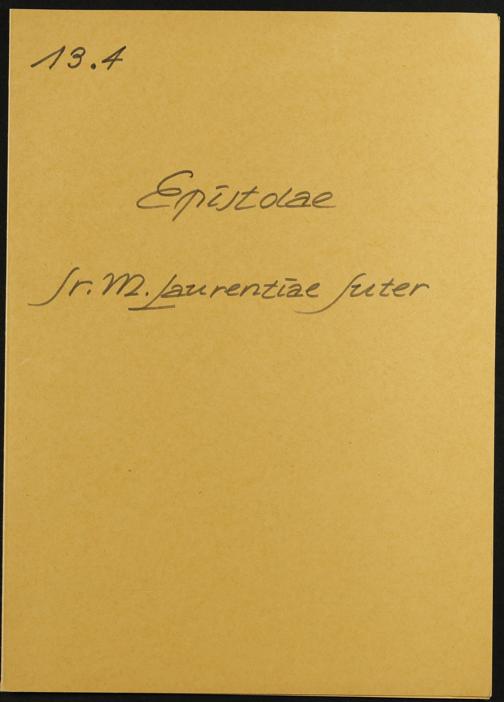 13.4
Epistolae
Sr. M. Laurentiae Suter